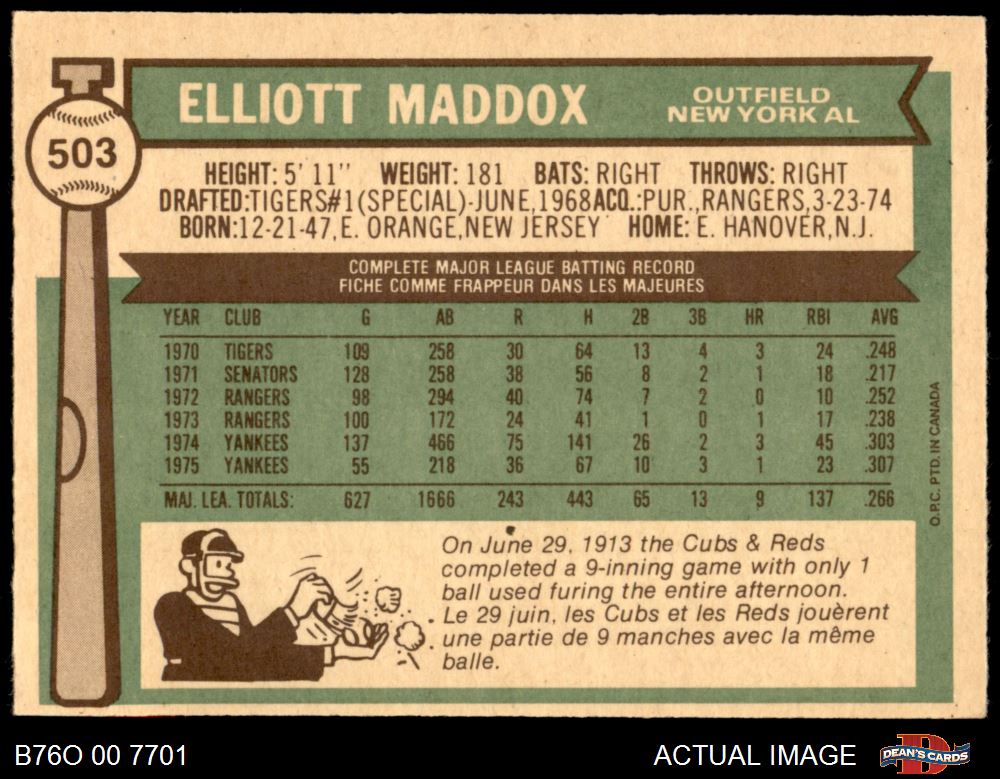 503
ELLIOTT MADDOX
OUTFIELD
NEW YORK AL
HEIGHT: 5' 11'' WEIGHT: 181 BATS: RIGHT THROWS: RIGHT
DRAFTED:TIGERS#1(SPECIAL)-JUNE,1968 ACQ.:PUR.,RANGERS,3-23-74
BORN:12-21-47,E. ORANGE,NEW JERSEY HOME: E. HANOVER,N.J.
COMPLETE MAJOR LEAGUE BATTING RECORD
FICHE COMME FRAPPEUR DANS LES MAJEURES
YEAR CLUB G AB R H 2B 3B HR RBI AVG
1970 TIGERS 109 258 30 64 13 4 3 24 .248
1971 SENATORS 128 258 38 56 8 2 1 18 .217
1972 RANGERS 98 294 40 74 7 2 0 10 .252
1973 RANGERS 100 172 24 41 1 0 1 17 .238
1974 YANKEES 137 466 75 141 26 2 3 45 .303
1975 YANKEES 55 218 36 67 10 3 1 23 .307
MAJ. LEA. TOTALS: 627 1666 243 443 65 13 9 137 .266
O.P.C. PTD. IN CANADA
On June 29, 1913 the Cubs & Reds
completed a 9-inning game with only 1
ball used furing the entire afternoon.
Le 29 juin, les Cubs et les Reds jouèrent
une partie de 9 manches avec la même
balle.
B76O 00 7701
ACTUAL IMAGE
D
DEAN'S CARDS